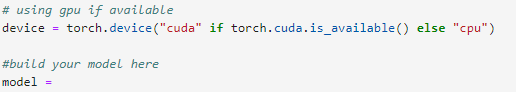 # using gpu if available
device = torch.device("cuda" if torch.cuda.is_available() else "cpu")
#build your model here
model =